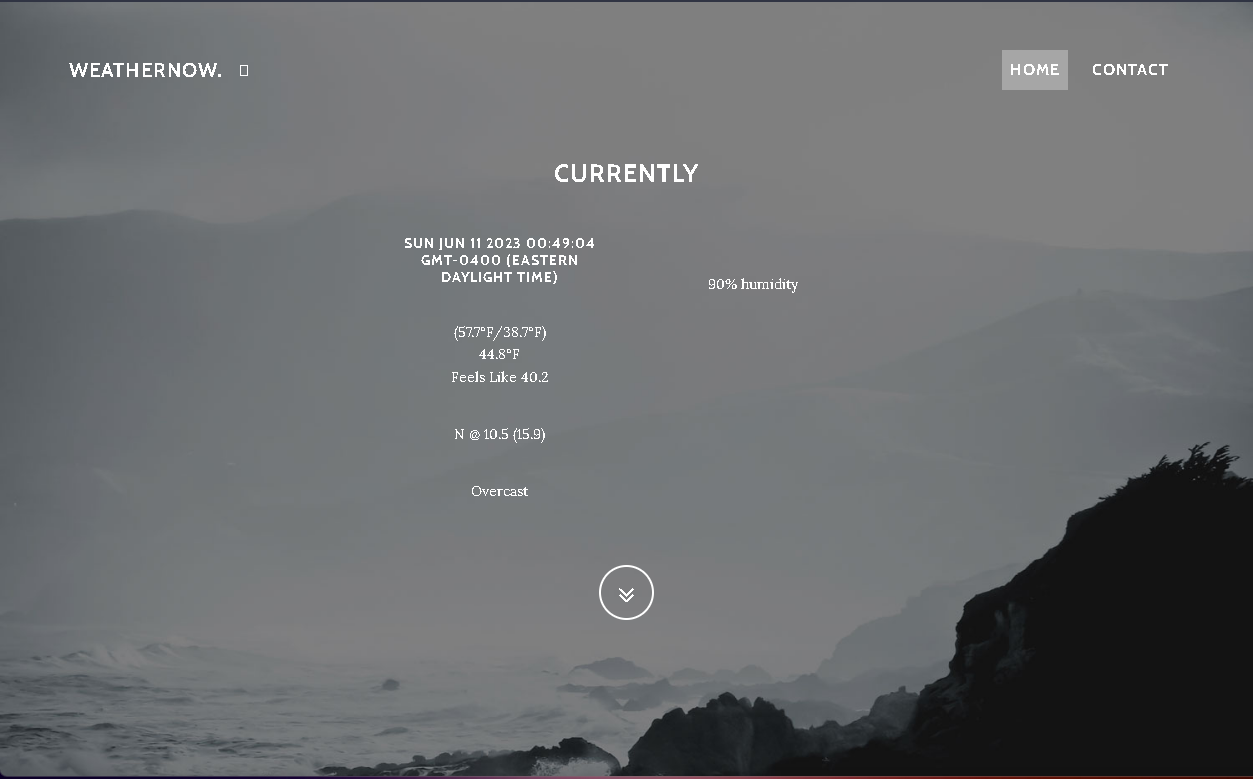 WEATHERNOW.
HOME
CONTACT
CURRENTLY
SUN JUN 11 2023 00:49:04
GMT-0400 (EASTERN
DAYLIGHT TIME)
90% humidity
(57.7°F/38.7°F)
44.8°F
Feels Like 40.2
N @ 10.5 (15.9)
Overcast